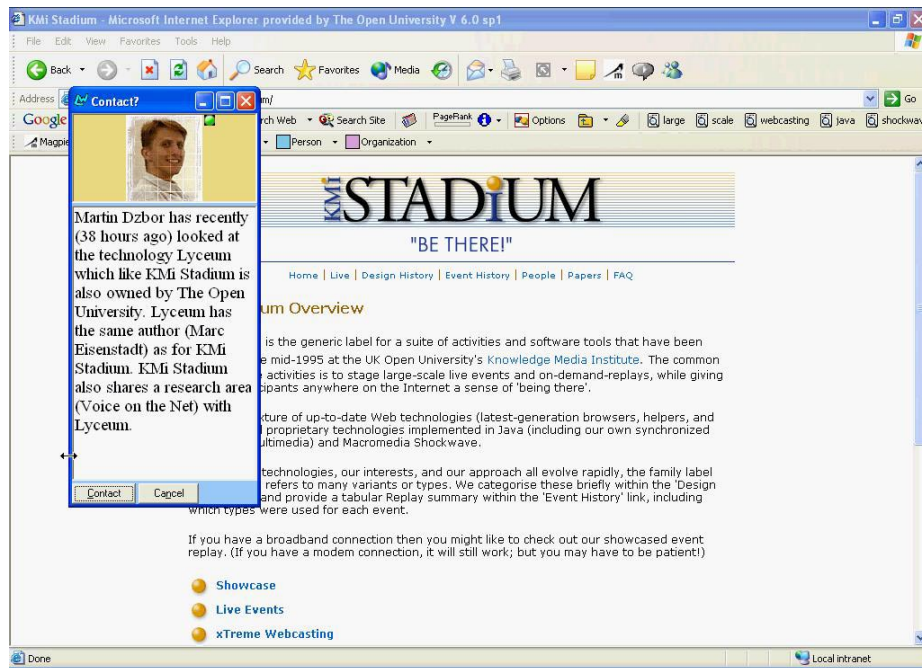 KMi Stadium - Microsoft Internet Explorer provided by The Open University V 6.0 sp1
File Edit View Favorites Tools Help
Back Search Favorites Media
Address m/ Go
Google rch Web Search Site PageRank Options large scale webcasting java shockwav
Magpie Person Organization
Contact?
Martin Dzbor has recently
(38 hours ago) looked at
the technology Lyceum
which like KMi Stadium is
also owned by The Open
University. Lyceum has
the same author (Marc
Eisenstadt) as for KMi
Stadium. KMi Stadium
also shares a research area
(Voice on the Net) with
Lyceum.
Contact Cancel
KMi STADiUM
"BE THERE!"
Home | Live | Design History | Event History | People | Papers | FAQ
um Overview
is the generic label for a suite of activities and software tools that have been
e mid-1995 at the UK Open University's Knowledge Media Institute. The common
activities is to stage large-scale live events and on-demand-replays, while giving
cipants anywhere on the Internet a sense of 'being there'.
xture of up-to-date Web technologies (latest-generation browsers, helpers, and
proprietary technologies implemented in Java (including our own synchronized
ultimedia) and Macromedia Shockwave.
technologies, our interests, and our approach all evolve rapidly, the family label
refers to many variants or types. We categorise these briefly within the 'Design
and provide a tabular Replay summary within the 'Event History' link, including
which types were used for each event.
If you have a broadband connection then you might like to check out our showcased event
replay. (If you have a modem connection, it will still work; but you may have to be patient!)
Showcase
Live Events
xTreme Webcasting
Done Local intranet